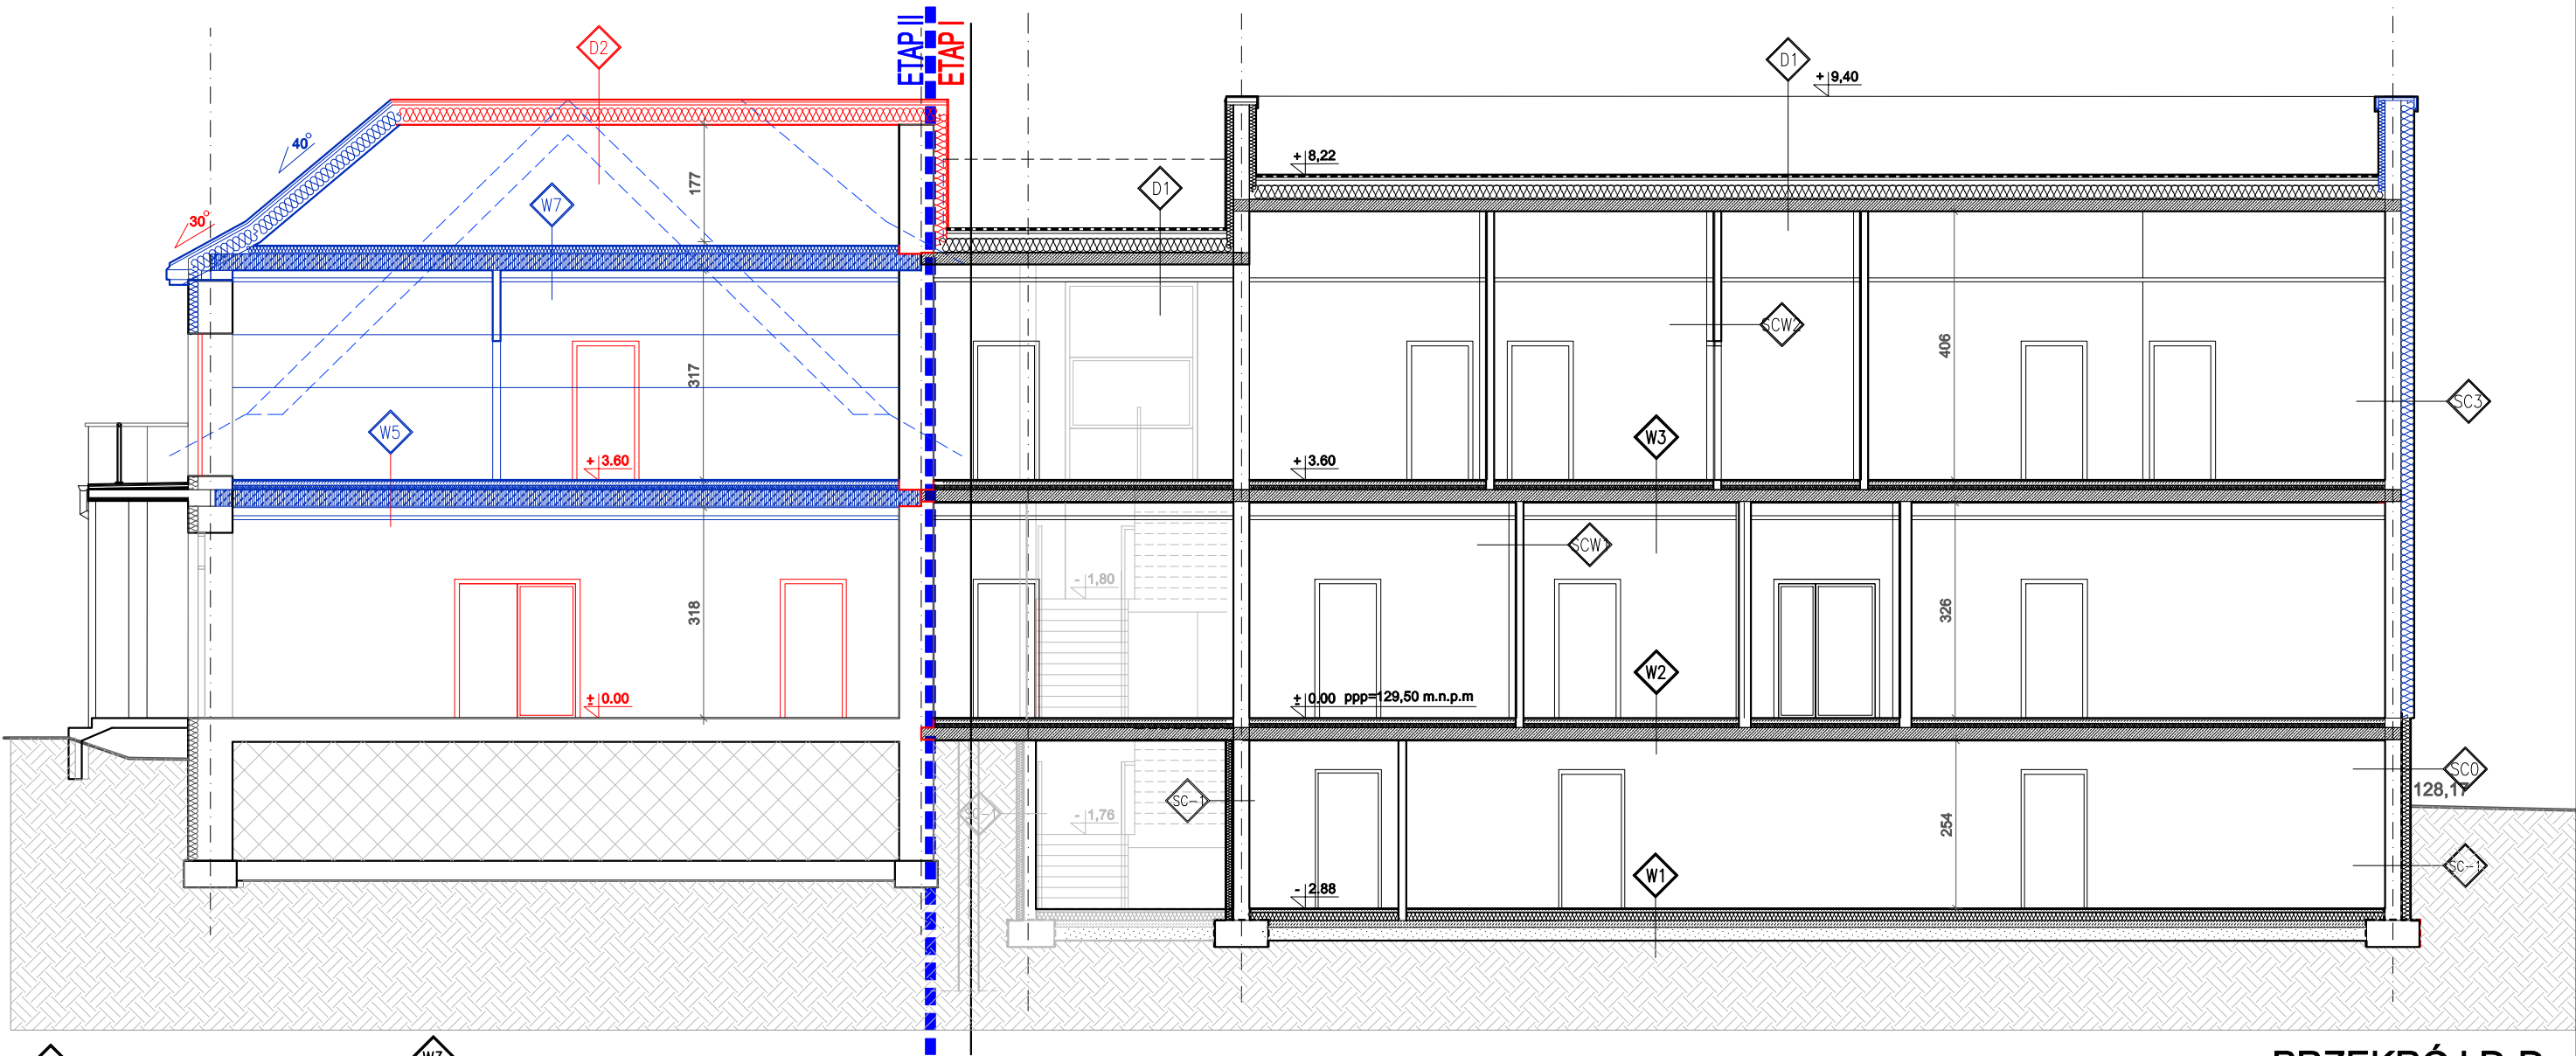 ETAP II
ETAP I
D2
D1
+ 9,40
40°
+ 8,22
177
D1
W7
30°
SCW2
406
317
SC3
W5
W3
+ 3.60
+ 3.60
SCW1
- 1,80
318
326
W2
± 0.00
± 0.00 ppp=129,50 m.n.p.m
SC0
128,17
SC-1
- 1,76
254
SC-1
W1
- 2.88
W3